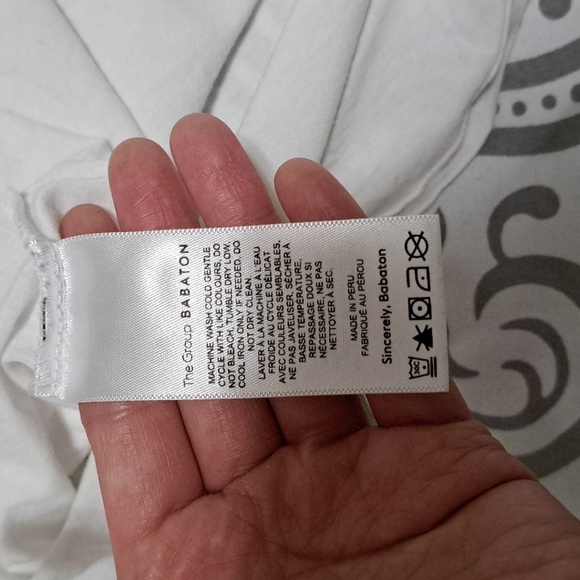 The Group BABATON
MACHINE WASH COLD GENTLE
CYCLE WITH LIKE COLOURS, DO
NOT BLEACH, TUMBLE DRY LOW,
COOL IRON ONLY IF NEEDED, DO
NOT DRY CLEAN
LAVER À LA MACHINE À L'EAU
FROIDE AU CYCLE DÉLICAT
AVEC COULEURS SEMBLABLES.
NE PAS JAVELISER, SÉCHER À
BASSE TEMPÉRATURE.
REPASSAGE DOUX SI
NECESSAIRE. NE PAS
NETTOYER À SEC.
MADE IN PERU
FABRIQUÉ AU PÉROU
Sincerely, Babaton
30C